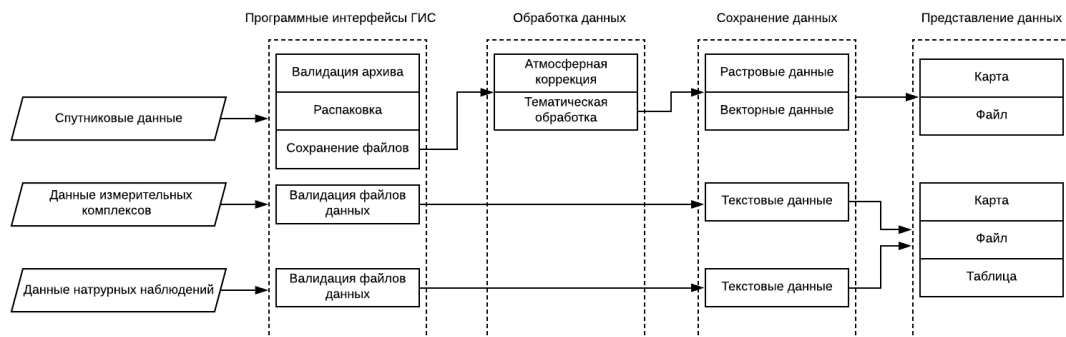 Программные интерфейсы ГИС
Обработка данных
Сохранение данных
Представление данных
Спутниковые данные
Валидация архива
Распаковка
Сохранение файлов
Атмосферная
коррекция
Тематическая
обработка
Растровые данные
Векторные данные
Карта
Файл
Данные измерительных
комплексов
Валидация файлов
данных
Текстовые данные
Карта
Файл
Таблица
Данные натрурных наблюдений
Валидация файлов
данных
Текстовые данные